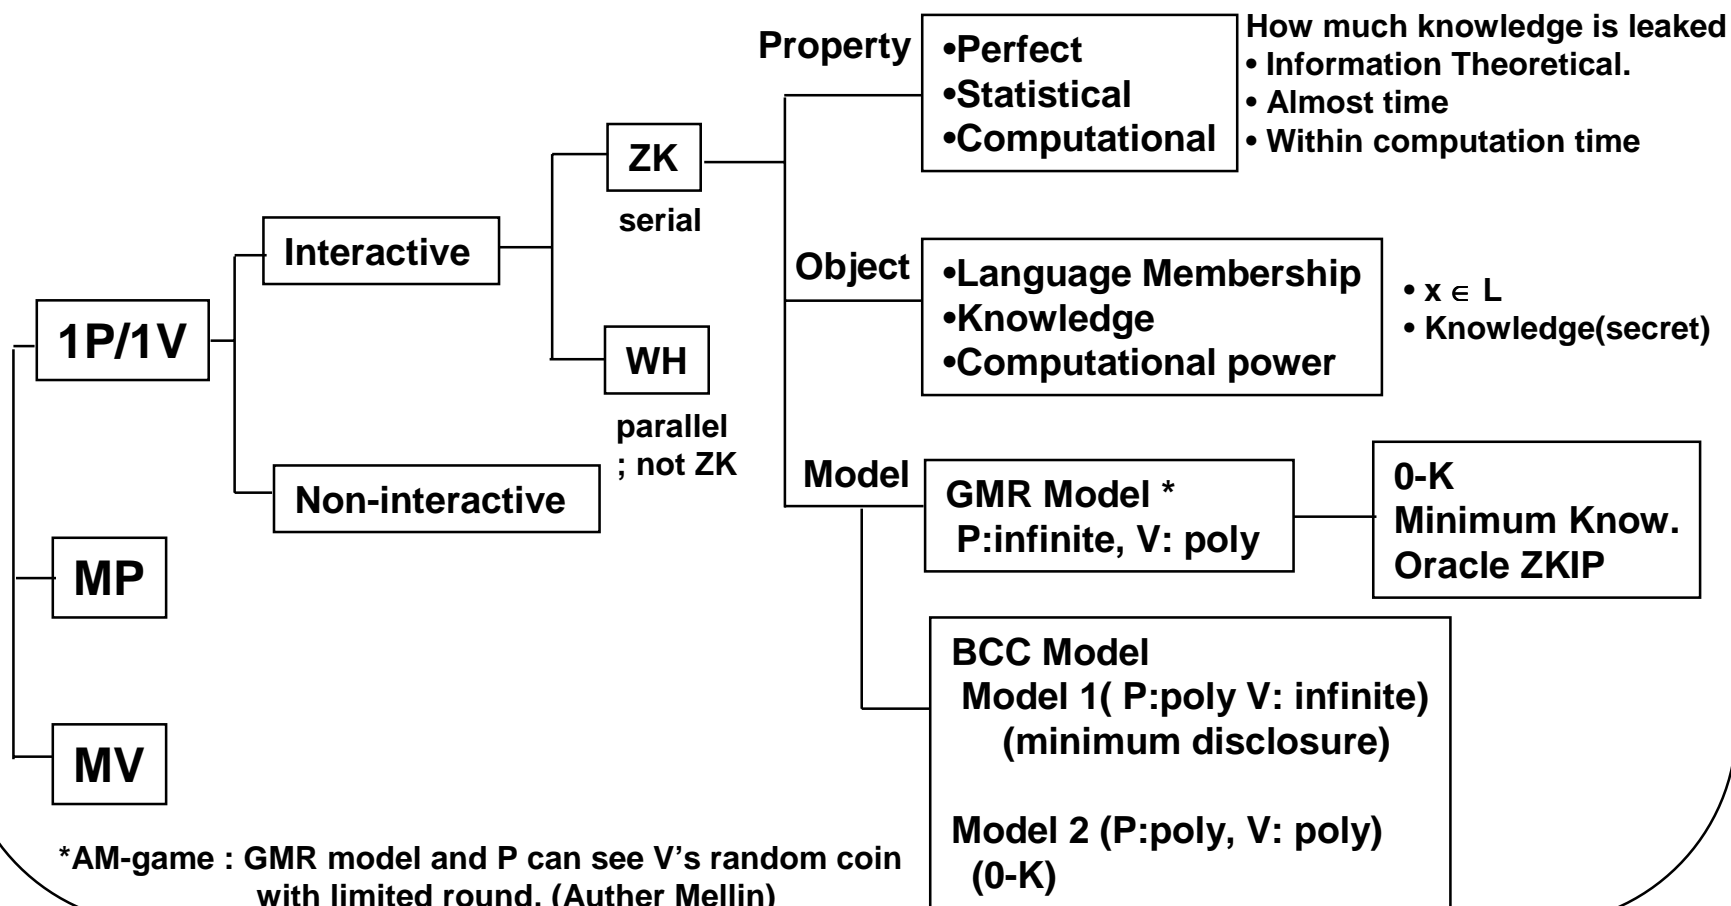 Property
•Perfect
•Statistical
•Computational
How much knowledge is leaked
• Information Theoretical.
• Almost time
• Within computation time
ZK
serial
Interactive
Object
•Language Membership
•Knowledge
•Computational power
• x ∈ L
• Knowledge(secret)
1P/1V
WH
parallel
; not ZK
Non-interactive
Model
GMR Model *
P:infinite, V: poly
0-K
Minimum Know.
Oracle ZKIP
MP
BCC Model
Model 1( P:poly V: infinite)
(minimum disclosure)
Model 2 (P:poly, V: poly)
(0-K)
MV
*AM-game : GMR model and P can see V’s random coin
with limited round. (Auther Mellin)